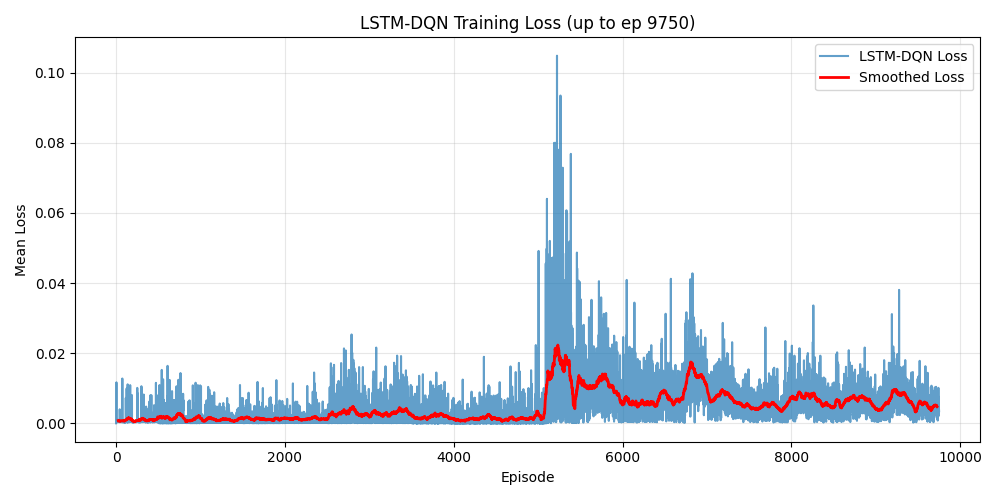 LSTM-DQN Training Loss (up to ep 9750)
LSTM-DQN Loss
Smoothed Loss
Mean Loss
0.10
0.08
0.06
0.04
0.02
0.00
0 2000 4000 6000 8000 10000
Episode